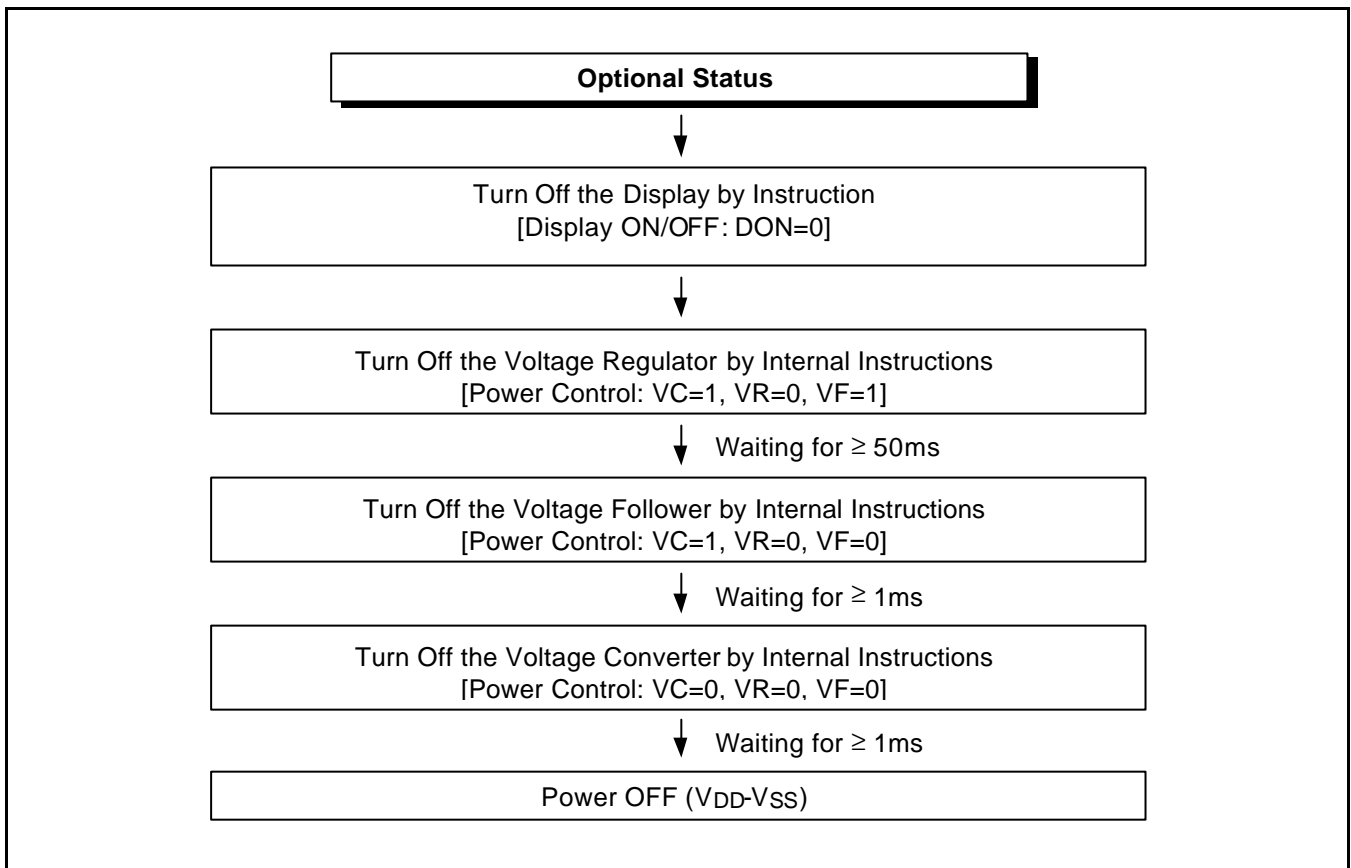 Optional Status
Turn Off the Display by Instruction
[Display ON/OFF: DON=0]
Turn Off the Voltage Regulator by Internal Instructions
[Power Control: VC=1, VR=0, VF=1]
Waiting for ≥ 50ms
Turn Off the Voltage Follower by Internal Instructions
[Power Control: VC=1, VR=0, VF=0]
Waiting for ≥ 1ms
Turn Off the Voltage Converter by Internal Instructions
[Power Control: VC=0, VR=0, VF=0]
Waiting for ≥ 1ms
Power OFF (VDD-VSS)